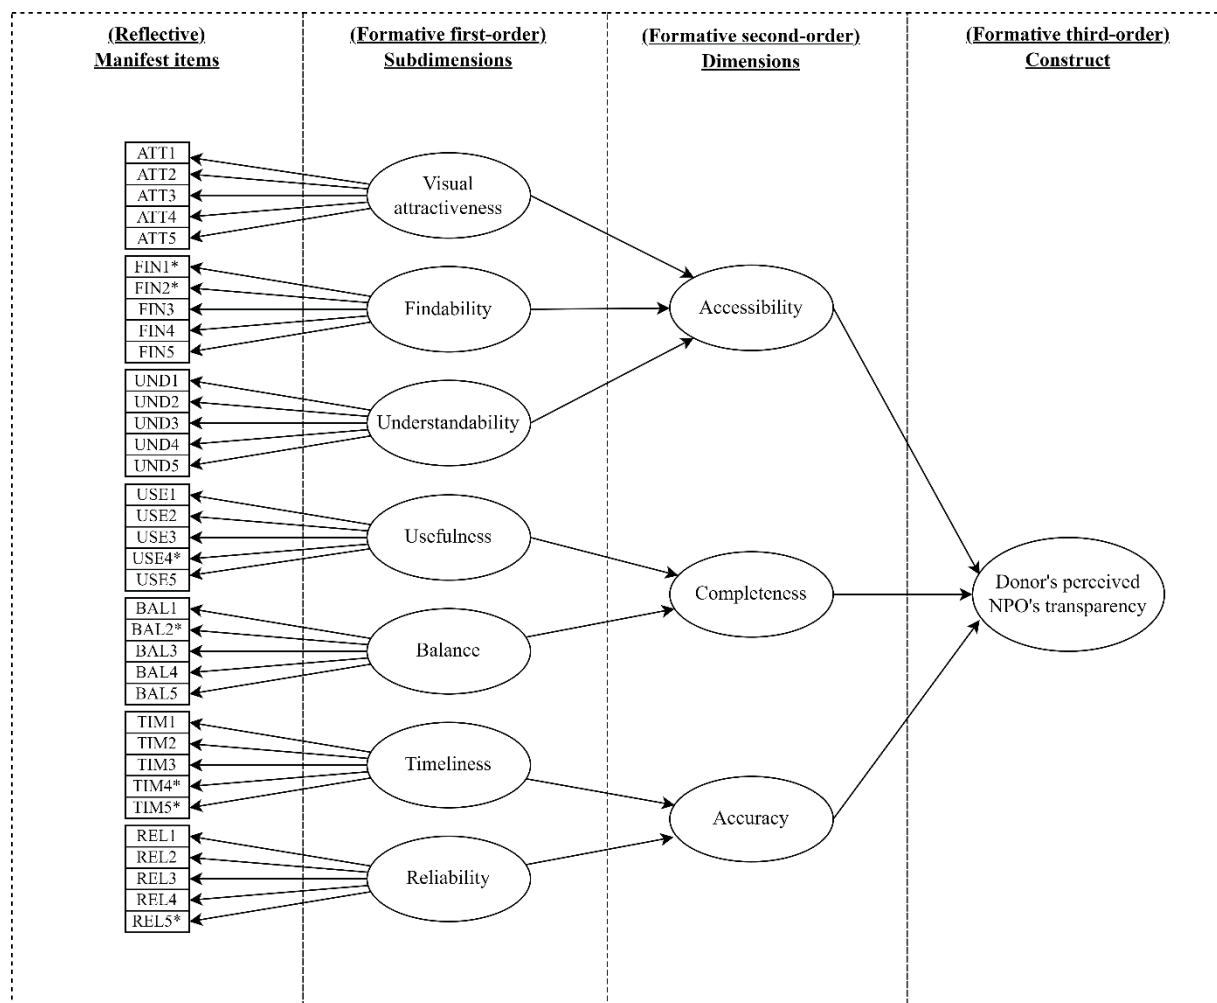 (Reflective)
Manifest items
(Formative first-order)
Subdimensions
(Formative second-order)
Dimensions
(Formative third-order)
Construct
ATT1
ATT2
ATT3
ATT4
ATT5
FIN1*
FIN2*
FIN3
FIN4
FIN5
UND1
UND2
UND3
UND4
UND5
USE1
USE2
USE3
USE4*
USE5
BAL1
BAL2*
BAL3
BAL4
BAL5
TIM1
TIM2
TIM3
TIM4*
TIM5*
REL1
REL2
REL3
REL4
REL5*
Visual
attractiveness
Findability
Understandability
Usefulness
Balance
Timeliness
Reliability
Accessibility
Completeness
Accuracy
Donor's perceived
NPO's transparency